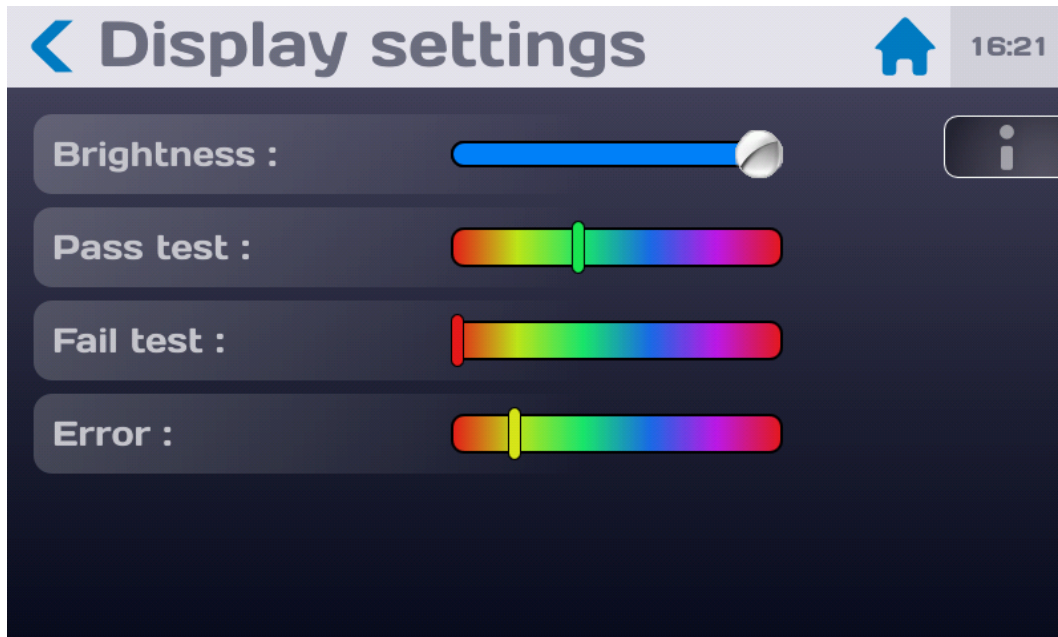 Display settings
16:21
Brightness :
Pass test :
Fail test :
Error :